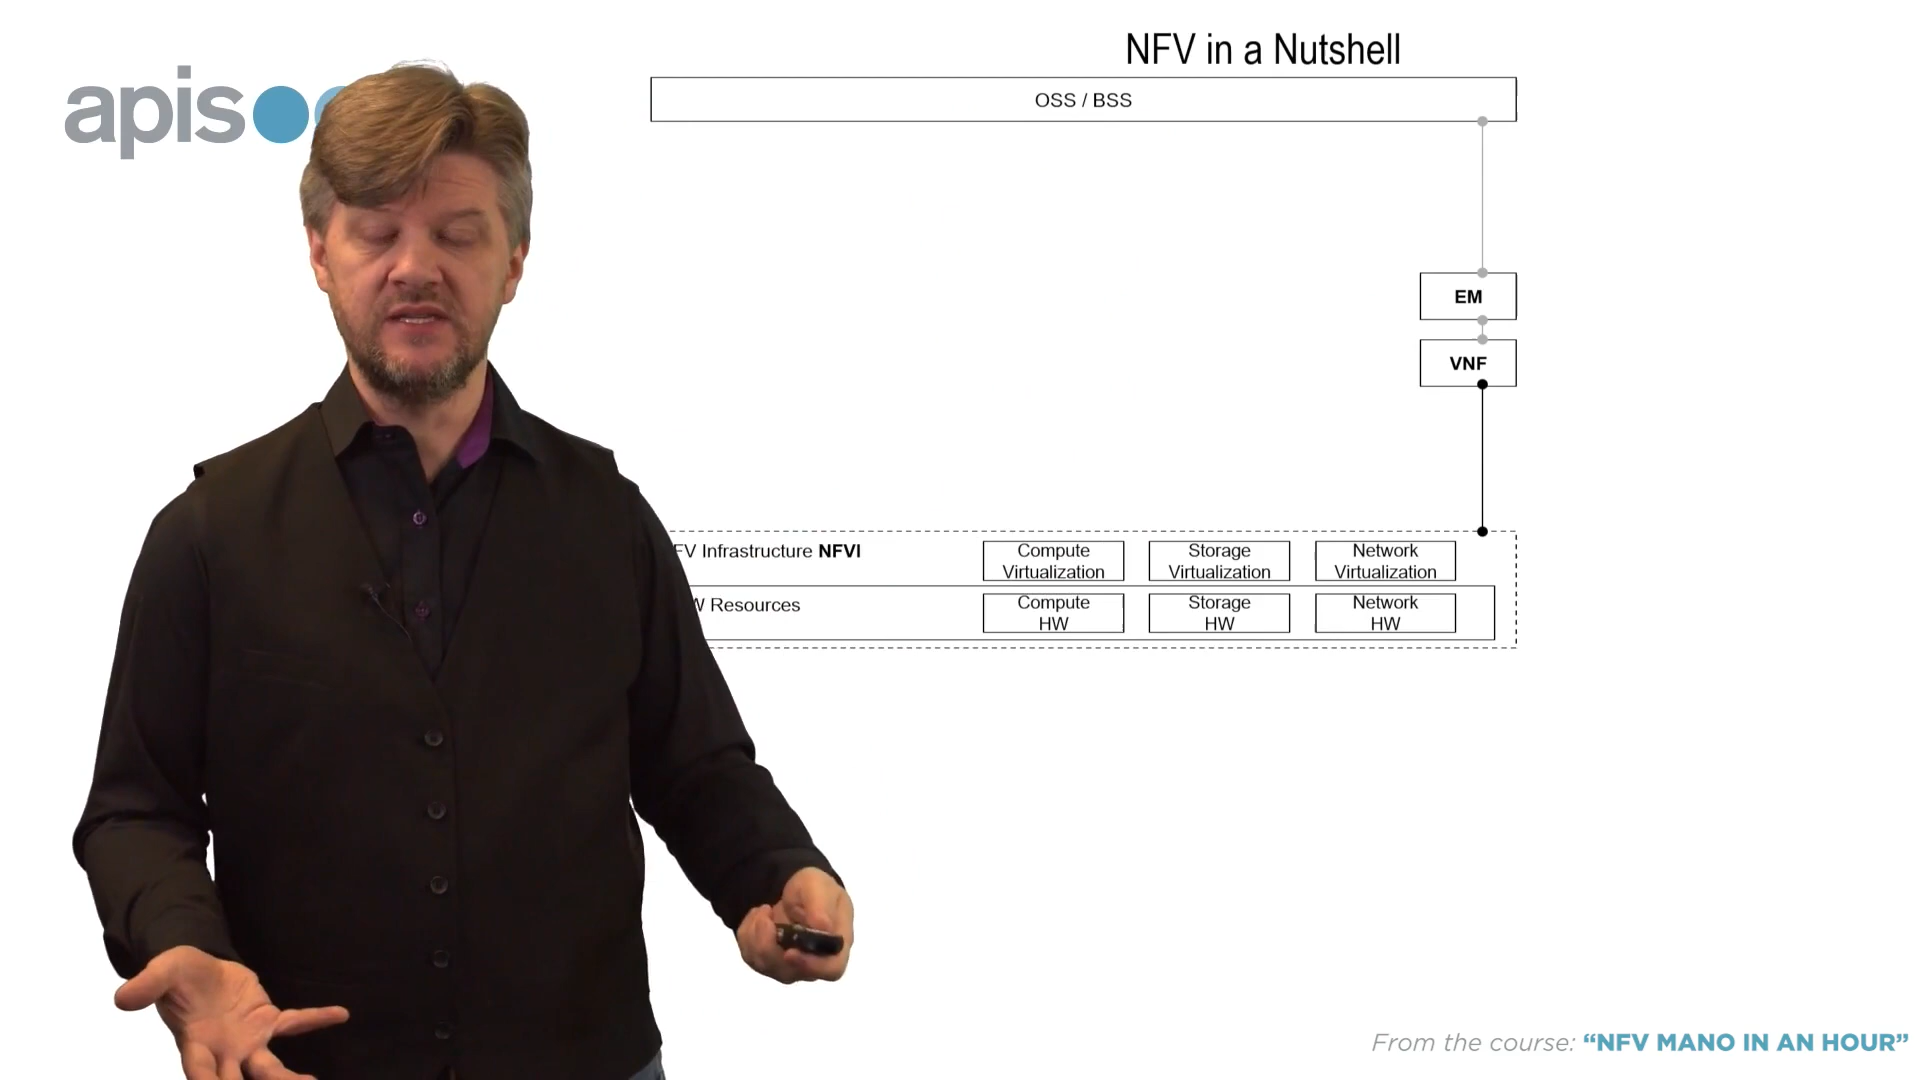 apis
NFV in a Nutshell
OSS / BSS
EM
VNF
FV Infrastructure NFVI
Compute
Virtualization
Storage
Virtualization
Network
Virtualization
W Resources
Compute
HW
Storage
HW
Network
HW
From the course: “NFV MANO IN AN HOUR”